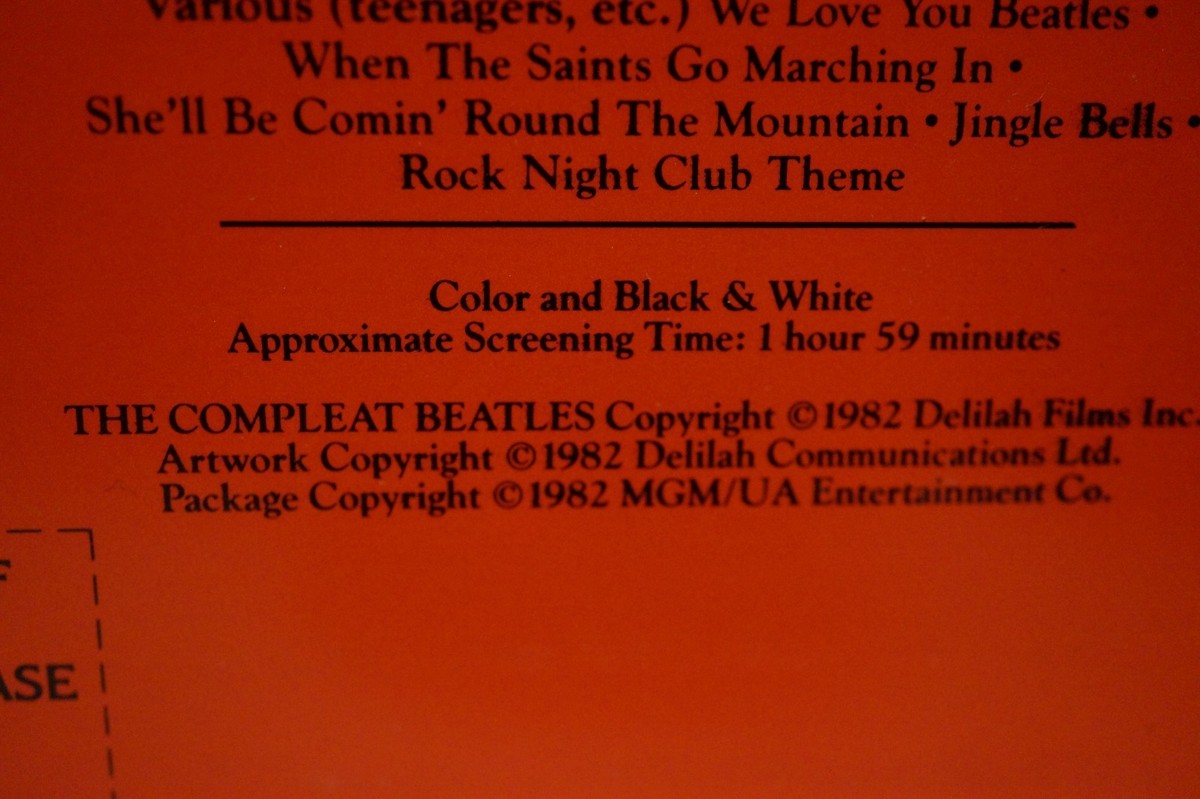 Various (teenagers, etc.) We Love You Beatles •
When The Saints Go Marching In •
She'll Be Comin' Round The Mountain • Jingle Bells •
Rock Night Club Theme
Color and Black & White
Approximate Screening Time: 1 hour 59 minutes
THE COMPLEAT BEATLES Copyright ©1982 Delilah Films Inc.
Artwork Copyright ©1982 Delilah Communications Ltd.
Package Copyright ©1982 MGM/UA Entertainment Co.